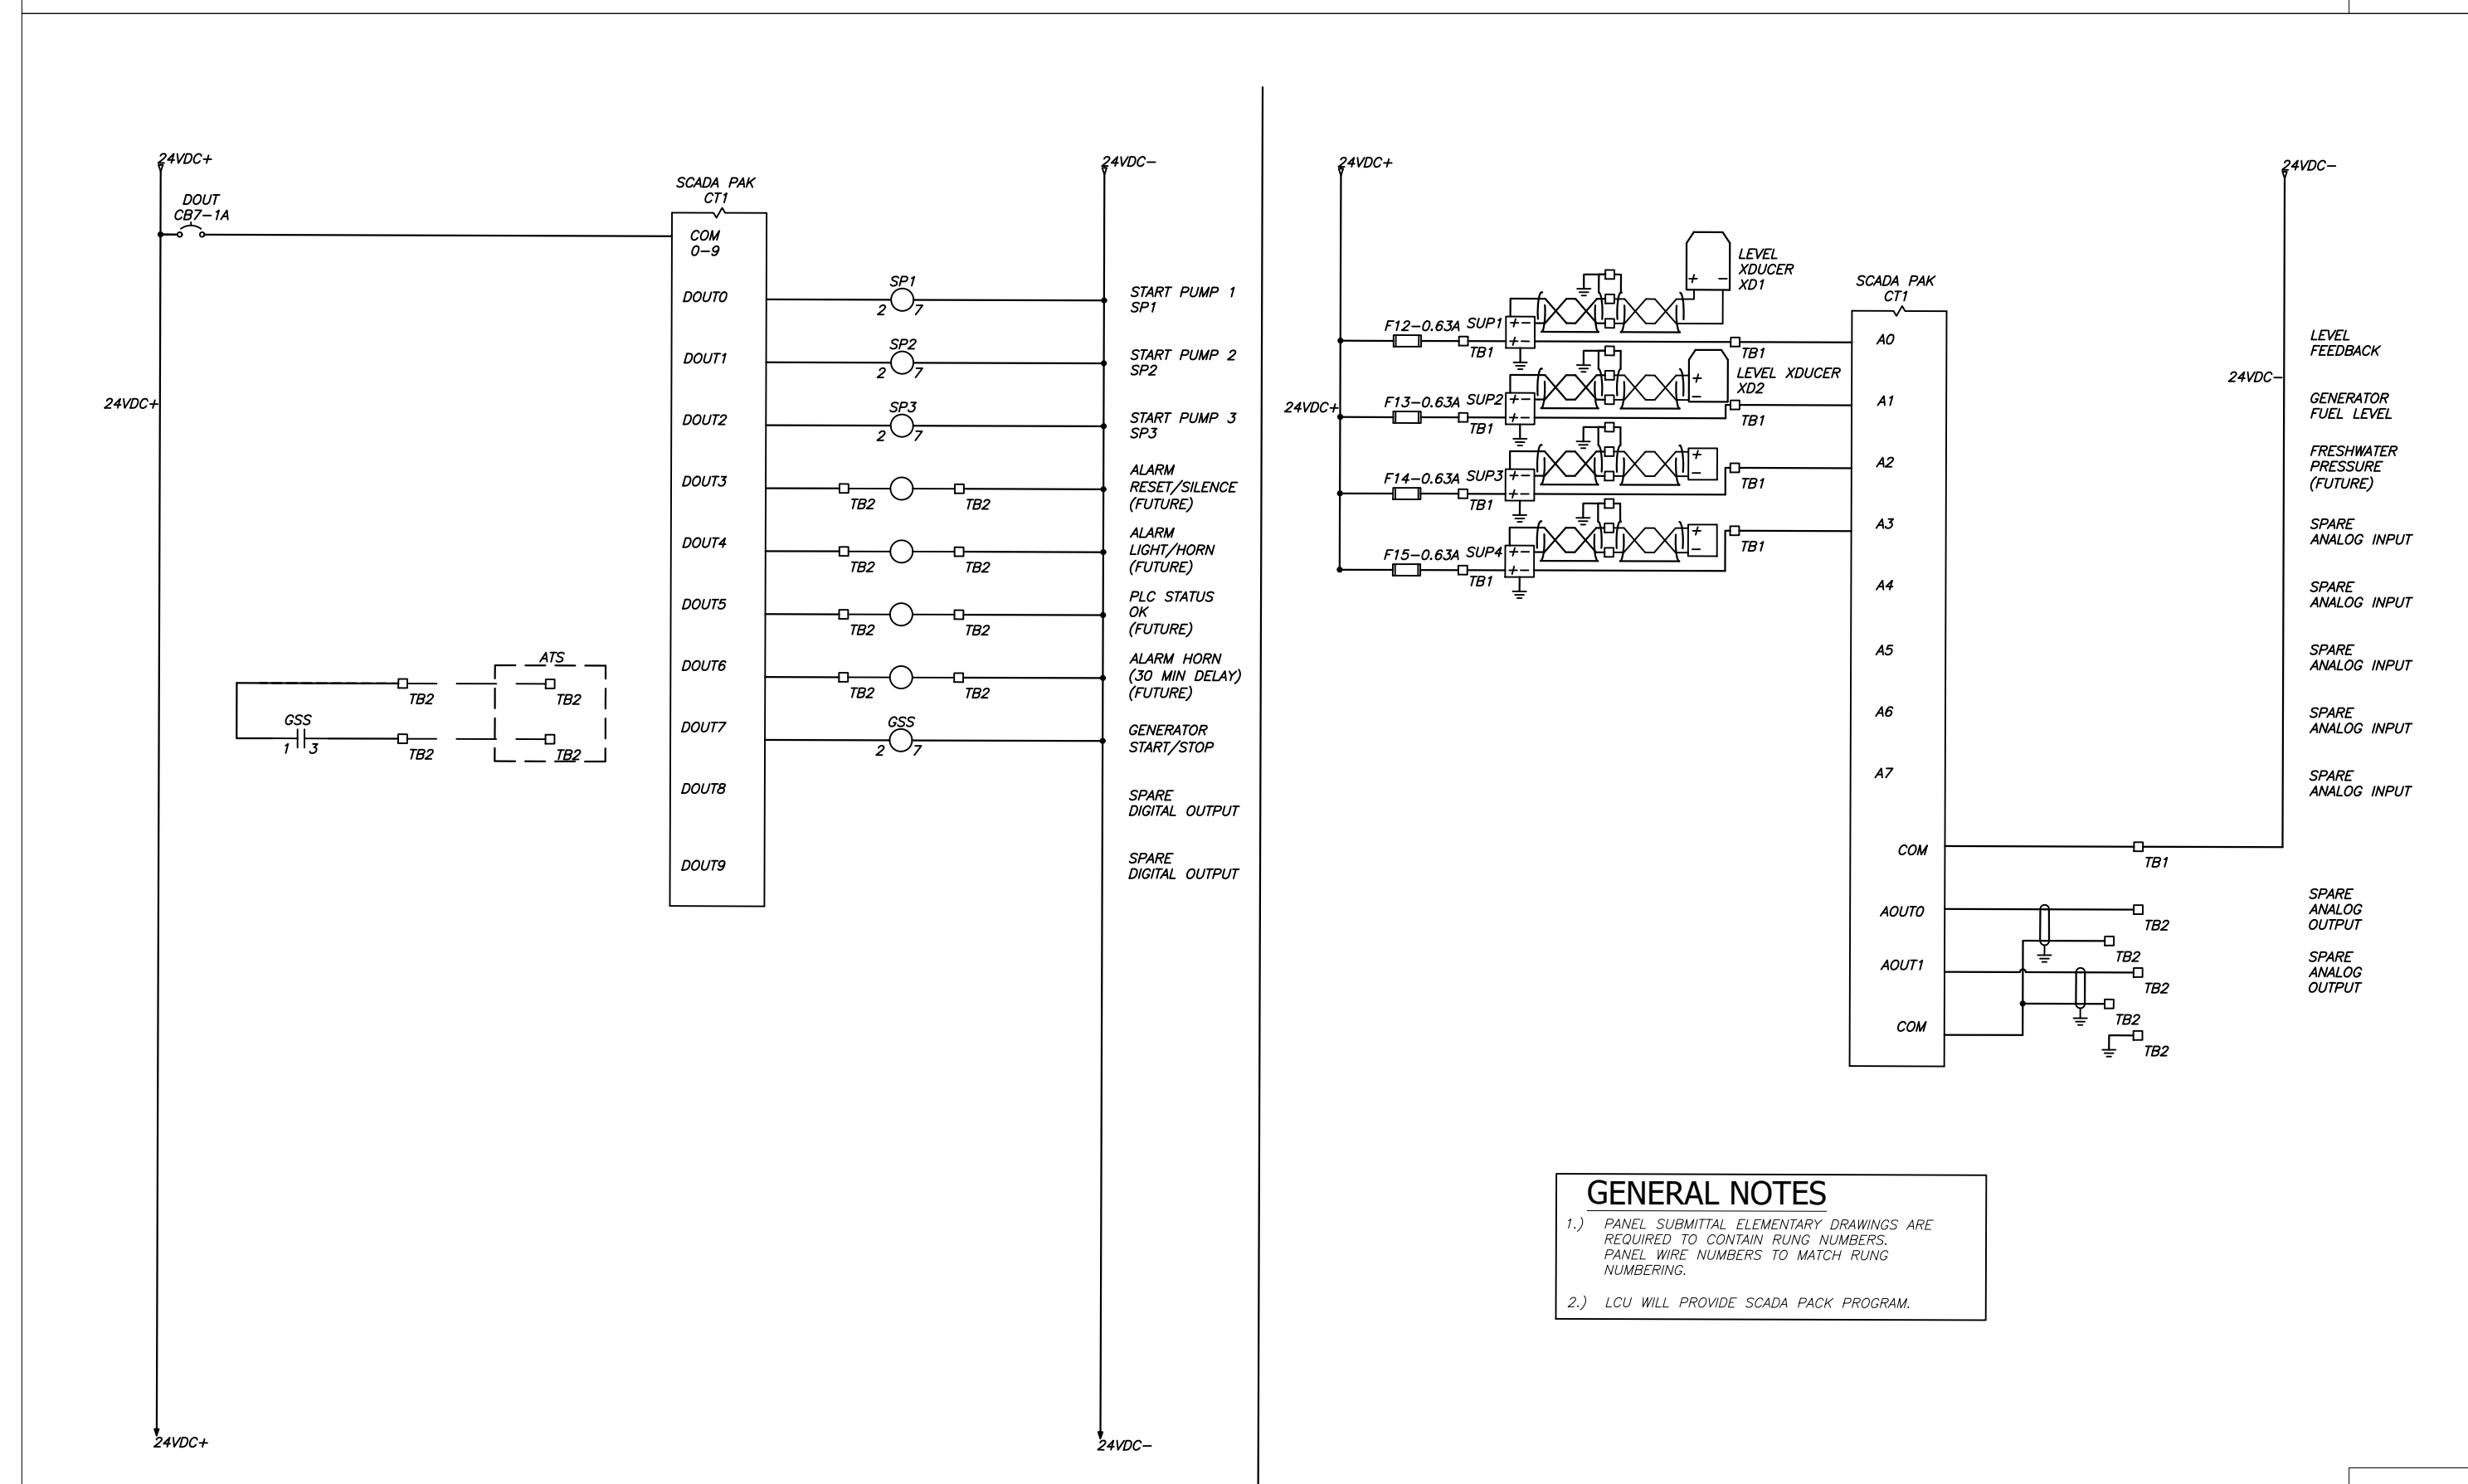 24VDC+
DOUT
CB7-1A
24VDC+
SCADA PAK
CT1
COM
0-9
DOUT0
DOUT1
DOUT2
DOUT3
DOUT4
DOUT5
DOUT6
DOUT7
DOUT8
DOUT9
SP1
2 7
SP2
2 7
SP3
2 7
TB2 TB2
TB2 TB2
TB2 TB2
TB2 TB2
GSS
2 7
ATS
TB2 TB2
GSS
1 3
TB2 TB2
24VDC-
START PUMP 1
SP1
START PUMP 2
SP2
START PUMP 3
SP3
ALARM
RESET/SILENCE
(FUTURE)
ALARM
LIGHT/HORN
(FUTURE)
PLC STATUS
OK
(FUTURE)
ALARM HORN
(30 MIN DELAY)
(FUTURE)
GENERATOR
START/STOP
SPARE
DIGITAL OUTPUT
SPARE
DIGITAL OUTPUT
24VDC+
24VDC-
24VDC+
24VDC+
LEVEL
XDUCER
XD1
+ -
F12-0.63A SUP1
+-
+-
TB1 TB1
LEVEL XDUCER
XD2
+
-
F13-0.63A SUP2
+-
+-
TB1 TB1
+
-
F14-0.63A SUP3
+-
+-
TB1 TB1
+
-
F15-0.63A SUP4
+-
+-
TB1 TB1
SCADA PAK
CT1
A0
A1
A2
A3
A4
A5
A6
A7
COM
AOUT0
AOUT1
COM
TB1
TB2
TB2
TB2
TB2
TB2
24VDC-
24VDC-
LEVEL
FEEDBACK
GENERATOR
FUEL LEVEL
FRESHWATER
PRESSURE
(FUTURE)
SPARE
ANALOG INPUT
SPARE
ANALOG INPUT
SPARE
ANALOG INPUT
SPARE
ANALOG INPUT
SPARE
ANALOG INPUT
SPARE
ANALOG
OUTPUT
SPARE
ANALOG
OUTPUT
GENERAL NOTES
1.) PANEL SUBMITTAL ELEMENTARY DRAWINGS ARE
REQUIRED TO CONTAIN RUNG NUMBERS.
PANEL WIRE NUMBERS TO MATCH RUNG
NUMBERING.
2.) LCU WILL PROVIDE SCADA PACK PROGRAM.